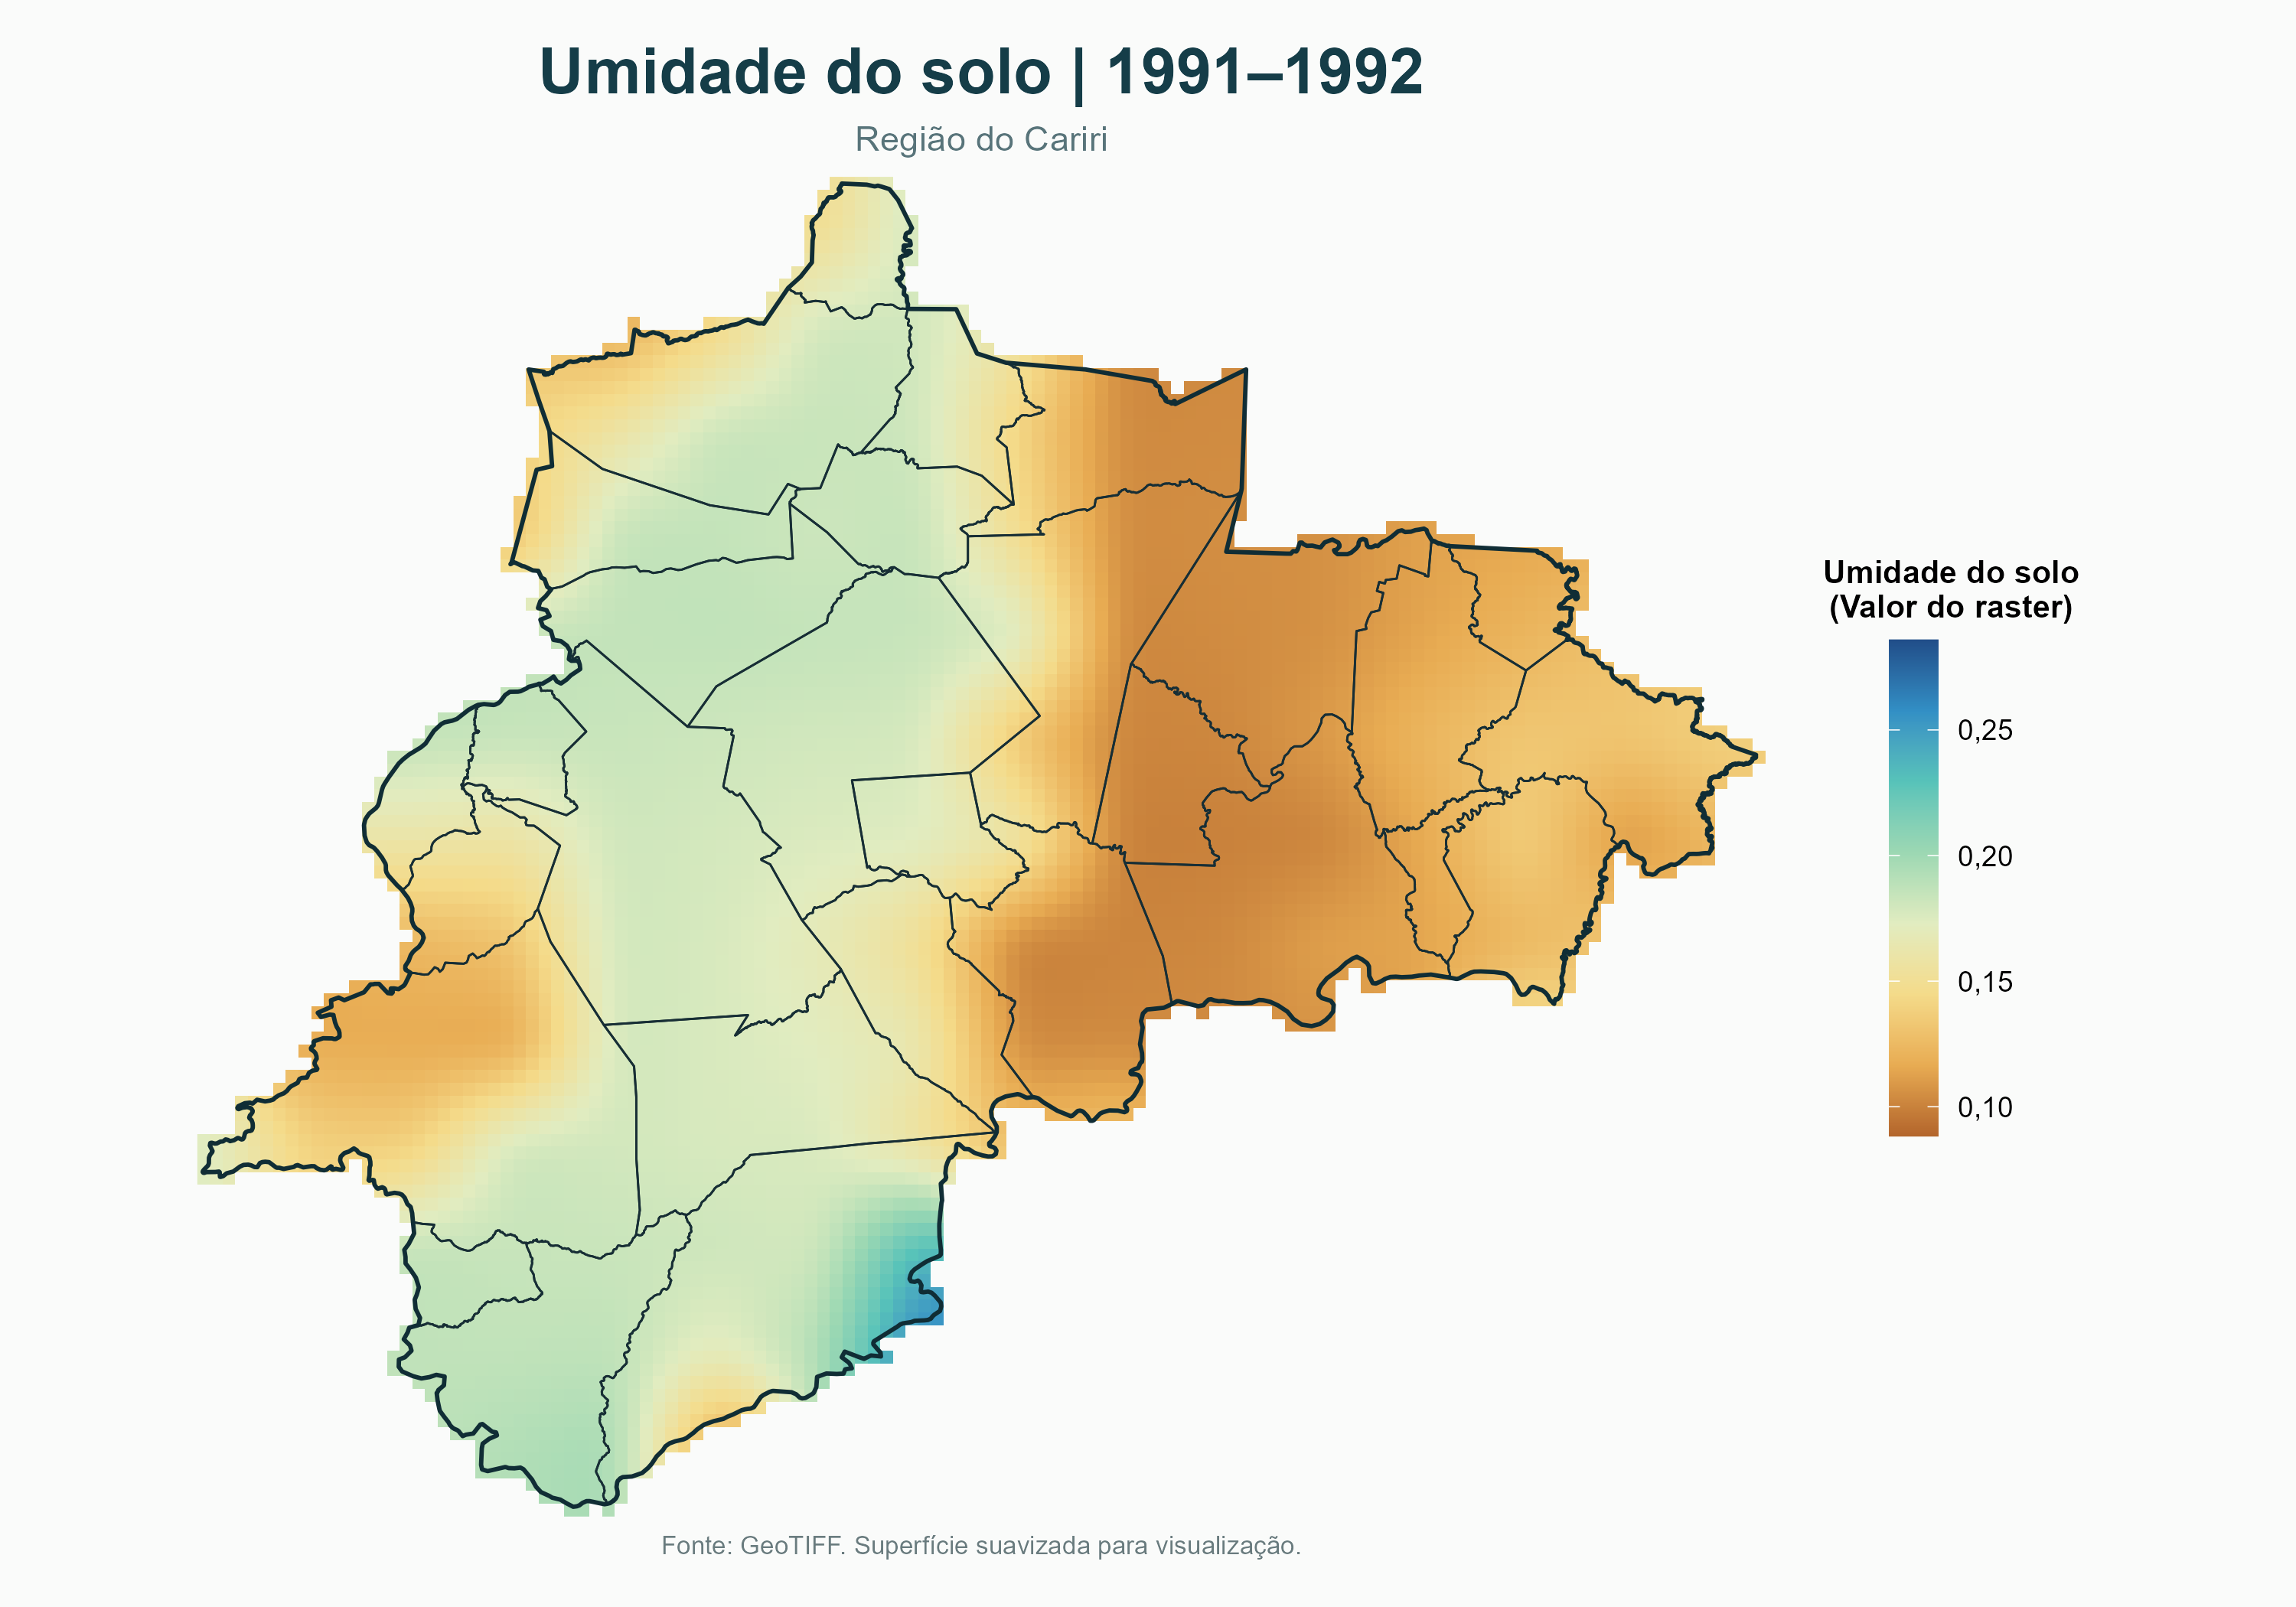 Umidade do solo | 1991–1992
Região do Cariri
Umidade do solo
(Valor do raster)
0,25
0,20
0,15
0,10
Fonte: GeoTIFF. Superfície suavizada para visualização.